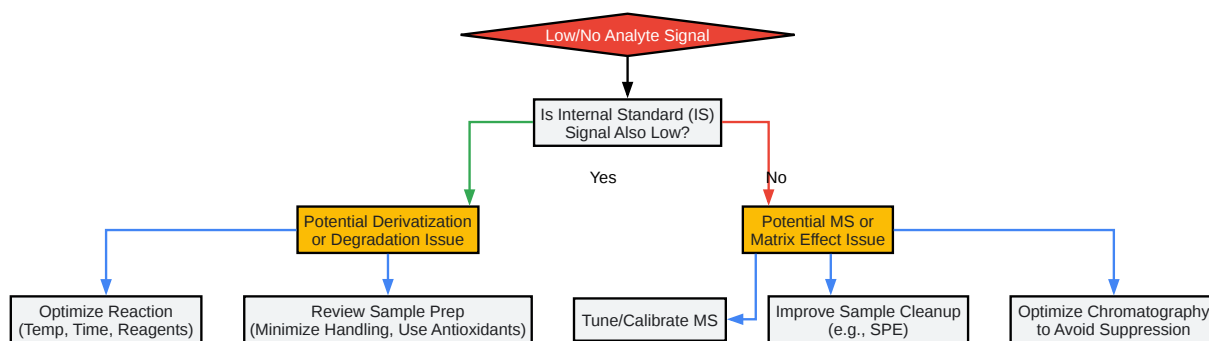 Low/No Analyte Signal
Is Internal Standard (IS)
Signal Also Low?
Yes
No
Potential Derivatization
or Degradation Issue
Potential MS or
Matrix Effect Issue
Optimize Reaction
(Temp, Time, Reagents)
Review Sample Prep
(Minimize Handling, Use Antioxidants)
Tune/Calibrate MS
Improve Sample Cleanup
(e.g., SPE)
Optimize Chromatography
to Avoid Suppression